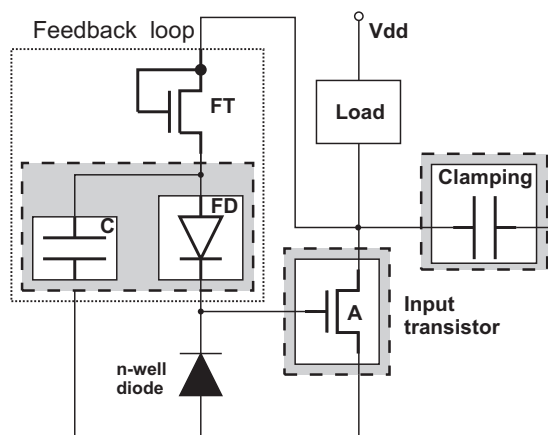 Feedback loop
Vdd
FT
Load
Clamping
C
FD
A
Input
transistor
n-well
diode